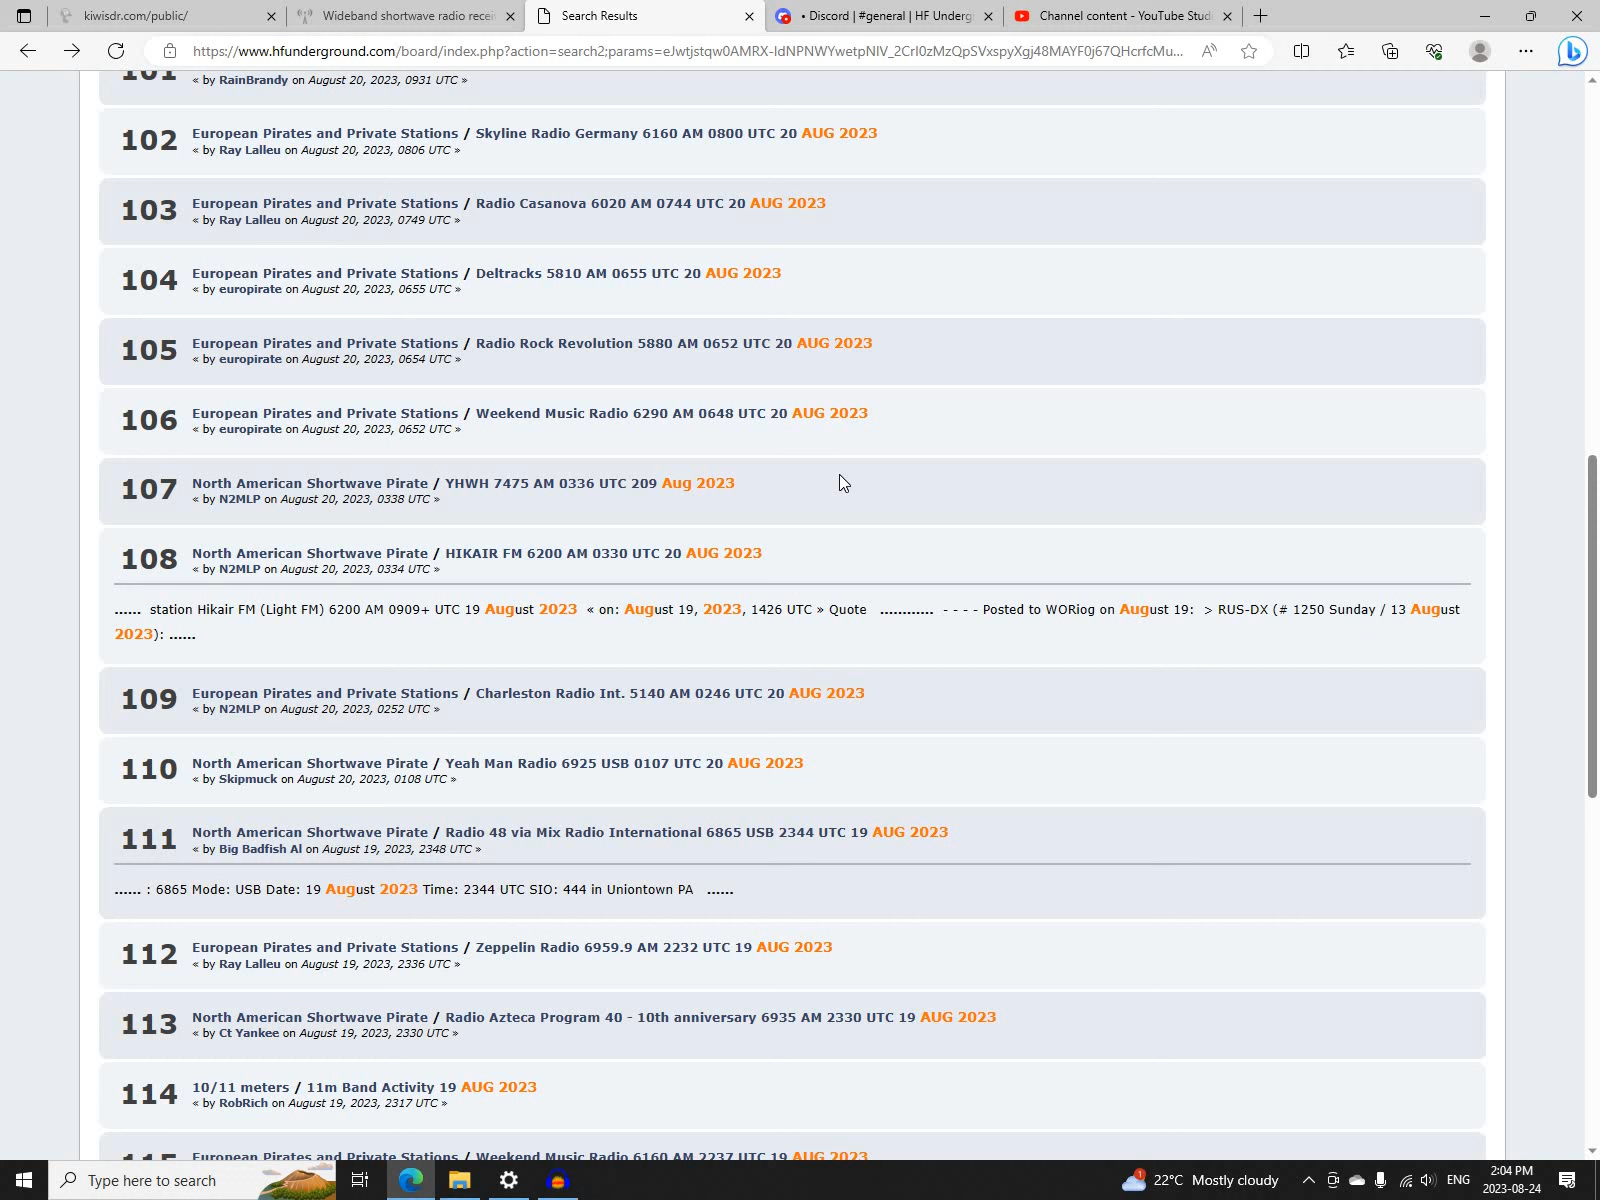 kiwisdr.com/public/
Wideband shortwave radio recei
Search Results
• Discord | #general | HF Underg
Channel content - YouTube Studi
https://www.hfunderground.com/board/index.php?action=search2;params=eJwtjstqw0AMRX-IdNPNWYwetpNIV_2CrI0zMzQpSVxspyXgj48MAYF0j67QHcrfcMu...
101
« by RainBrandy on August 20, 2023, 0931 UTC »
102
European Pirates and Private Stations / Skyline Radio Germany 6160 AM 0800 UTC 20 AUG 2023
« by Ray Lalleu on August 20, 2023, 0806 UTC »
103
European Pirates and Private Stations / Radio Casanova 6020 AM 0744 UTC 20 AUG 2023
« by Ray Lalleu on August 20, 2023, 0749 UTC »
104
European Pirates and Private Stations / Deltracks 5810 AM 0655 UTC 20 AUG 2023
« by europirate on August 20, 2023, 0655 UTC »
105
European Pirates and Private Stations / Radio Rock Revolution 5880 AM 0652 UTC 20 AUG 2023
« by europirate on August 20, 2023, 0654 UTC »
106
European Pirates and Private Stations / Weekend Music Radio 6290 AM 0648 UTC 20 AUG 2023
« by europirate on August 20, 2023, 0652 UTC »
107
North American Shortwave Pirate / YHWH 7475 AM 0336 UTC 209 Aug 2023
« by N2MLP on August 20, 2023, 0338 UTC »
108
North American Shortwave Pirate / HIKAIR FM 6200 AM 0330 UTC 20 AUG 2023
« by N2MLP on August 20, 2023, 0334 UTC »
...... station Hikair FM (Light FM) 6200 AM 0909+ UTC 19 August 2023 « on: August 19, 2023, 1426 UTC » Quote ............ - - - - Posted to WORiog on August 19: > RUS-DX (# 1250 Sunday / 13 August
2023): ......
109
European Pirates and Private Stations / Charleston Radio Int. 5140 AM 0246 UTC 20 AUG 2023
« by N2MLP on August 20, 2023, 0252 UTC »
110
North American Shortwave Pirate / Yeah Man Radio 6925 USB 0107 UTC 20 AUG 2023
« by Skipmuck on August 20, 2023, 0108 UTC »
111
North American Shortwave Pirate / Radio 48 via Mix Radio International 6865 USB 2344 UTC 19 AUG 2023
« by Big Badfish Al on August 19, 2023, 2348 UTC »
...... : 6865 Mode: USB Date: 19 August 2023 Time: 2344 UTC SIO: 444 in Uniontown PA ......
112
European Pirates and Private Stations / Zeppelin Radio 6959.9 AM 2232 UTC 19 AUG 2023
« by Ray Lalleu on August 19, 2023, 2336 UTC »
113
North American Shortwave Pirate / Radio Azteca Program 40 - 10th anniversary 6935 AM 2330 UTC 19 AUG 2023
« by Ct Yankee on August 19, 2023, 2330 UTC »
114
10/11 meters / 11m Band Activity 19 AUG 2023
« by RobRich on August 19, 2023, 2317 UTC »
115
European Pirates and Private Stations / Weekend Music Radio 6160 AM 2237 UTC 19 AUG 2023
Type here to search
1
22°C Mostly cloudy
ENG
2:04 PM
2023-08-24